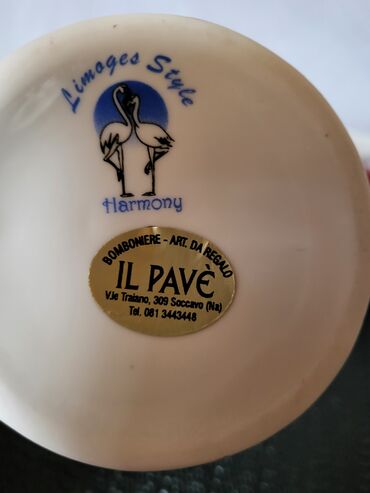 Limoges Style
Harmony
BOMBONIERE - ART. DA REGALO
IL PAVÈ
V.le Traiano, 309 Soccavo (Na)
Tel. 081 3443448